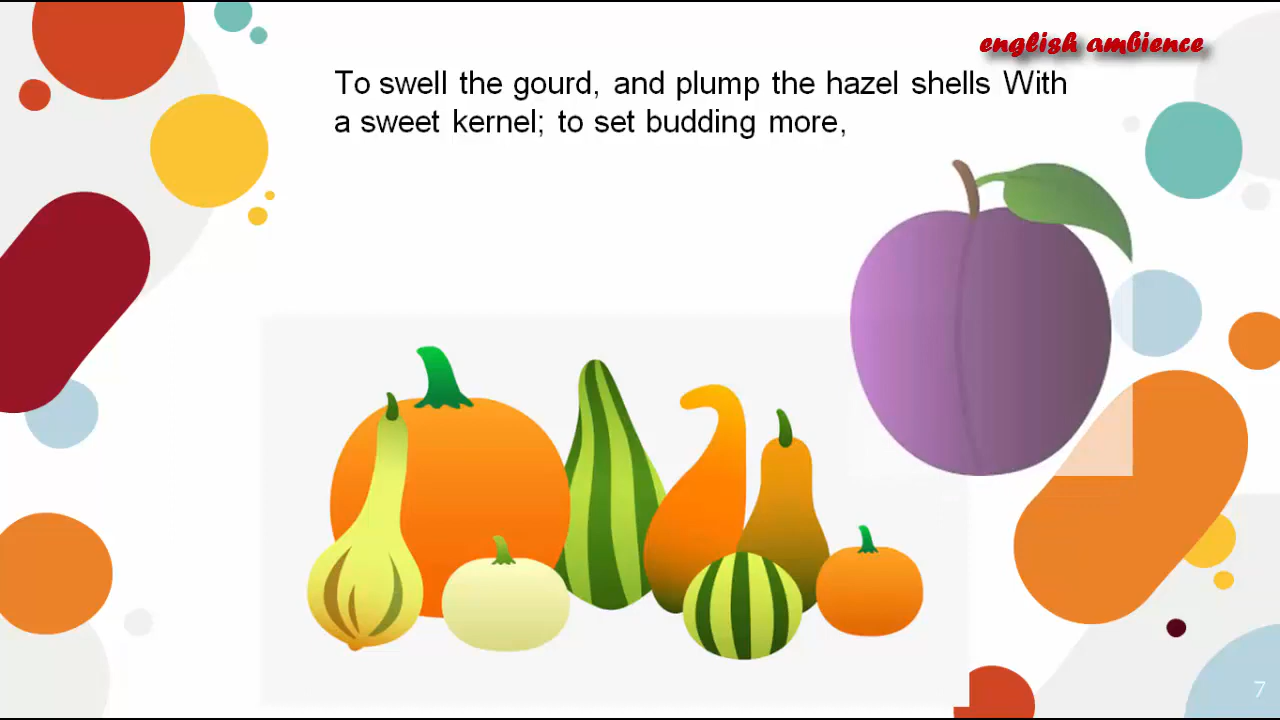 english ambience
To swell the gourd, and plump the hazel shells With
a sweet kernel; to set budding more,
7